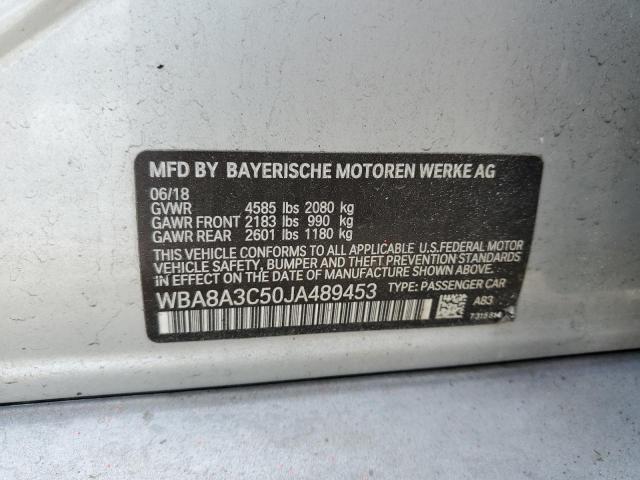 MFD BY BAYERISCHE MOTOREN WERKE AG
06/18
GVWR 4585 lbs 2080 kg
GAWR FRONT 2183 lbs 990 kg
GAWR REAR 2601 lbs 1180 kg
THIS VEHICLE CONFORMS TO ALL APPLICABLE U.S.FEDERAL MOTOR
VEHICLE SAFETY, BUMPER, AND THEFT PREVENTION STANDARDS
IN EFFECT ON THE DATE OF MANUFACTURE SHOWN ABOVE.
WBA8A3C50JA489453 TYPE: PASSENGER CAR
A83